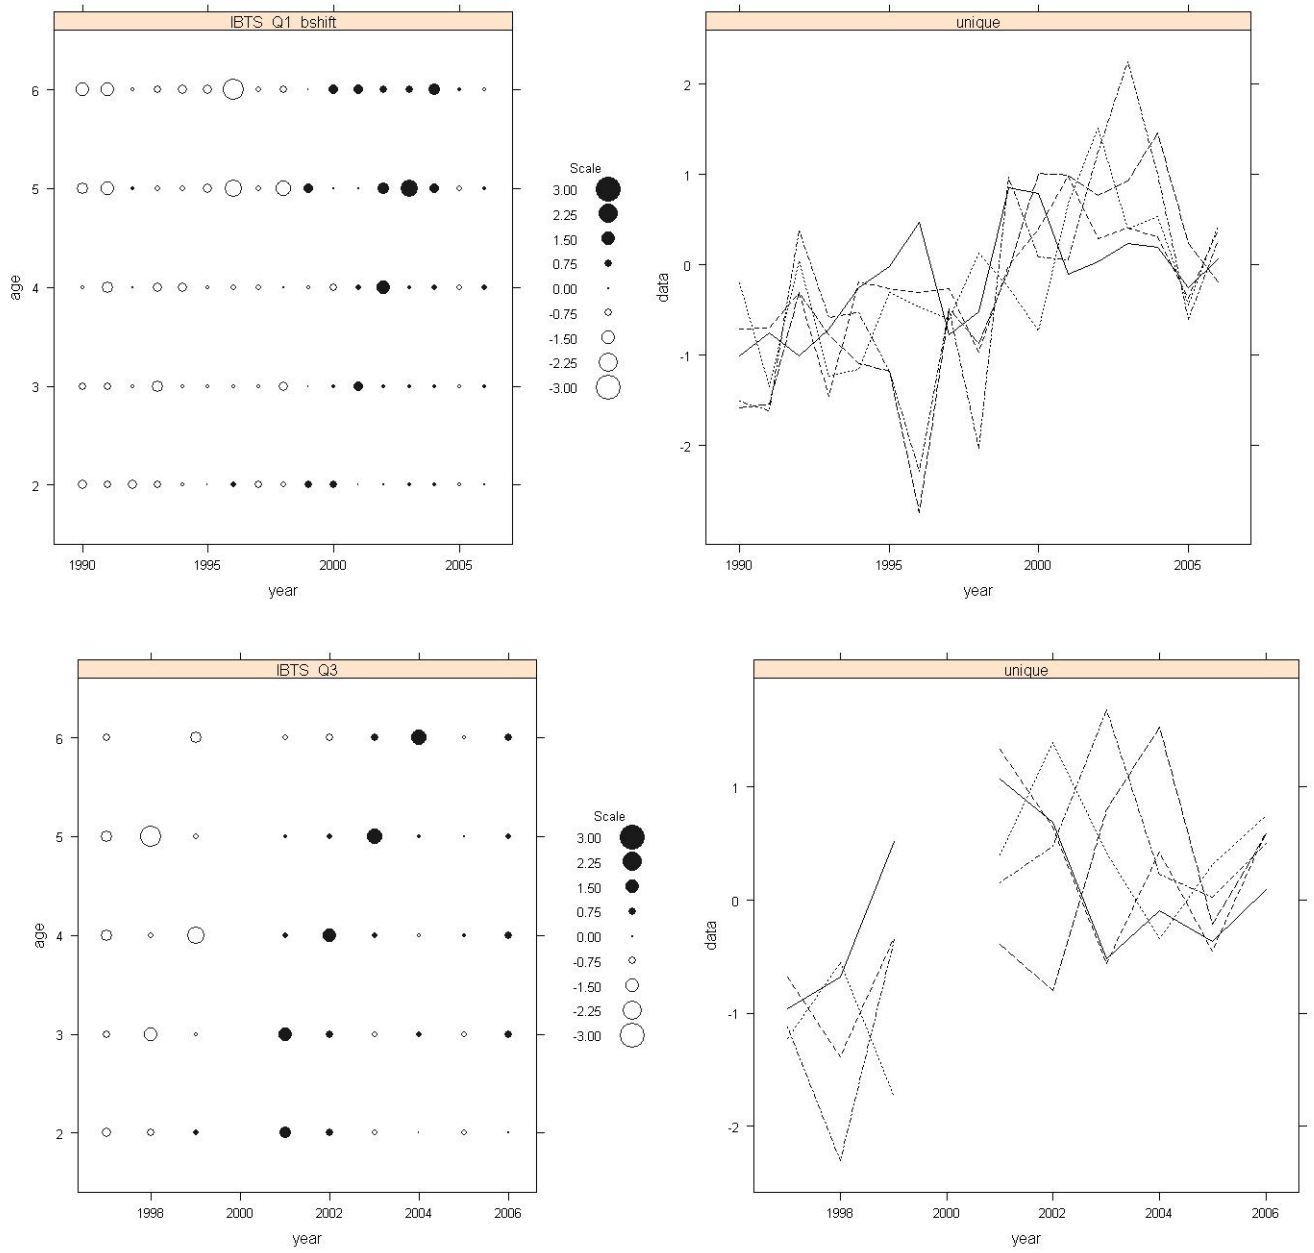 IBTS_Q1_bshift
age
6
5
4
3
2
1990 1995 2000 2005
year
Scale
3.00
2.25
1.50
0.75
0.00
-0.75
-1.50
-2.25
-3.00
unique
data
2
1
0
-1
-2
1990 1995 2000 2005
year
IBTS_Q3
age
6
5
4
3
2
1998 2000 2002 2004 2006
year
Scale
3.00
2.25
1.50
0.75
0.00
-0.75
-1.50
-2.25
-3.00
unique
data
1
0
-1
-2
1998 2000 2002 2004 2006
year